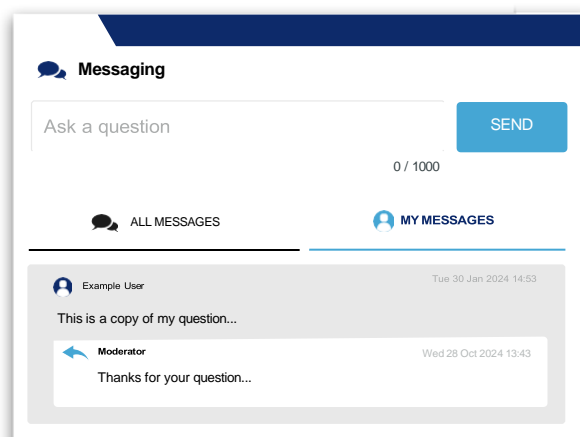 Messaging
Ask a question
SEND
0 / 1000
ALL MESSAGES
MY MESSAGES
Example User
Tue 30 Jan 2024 14:53
This is a copy of my question...
Moderator
Wed 28 Oct 2024 13:43
Thanks for your question...